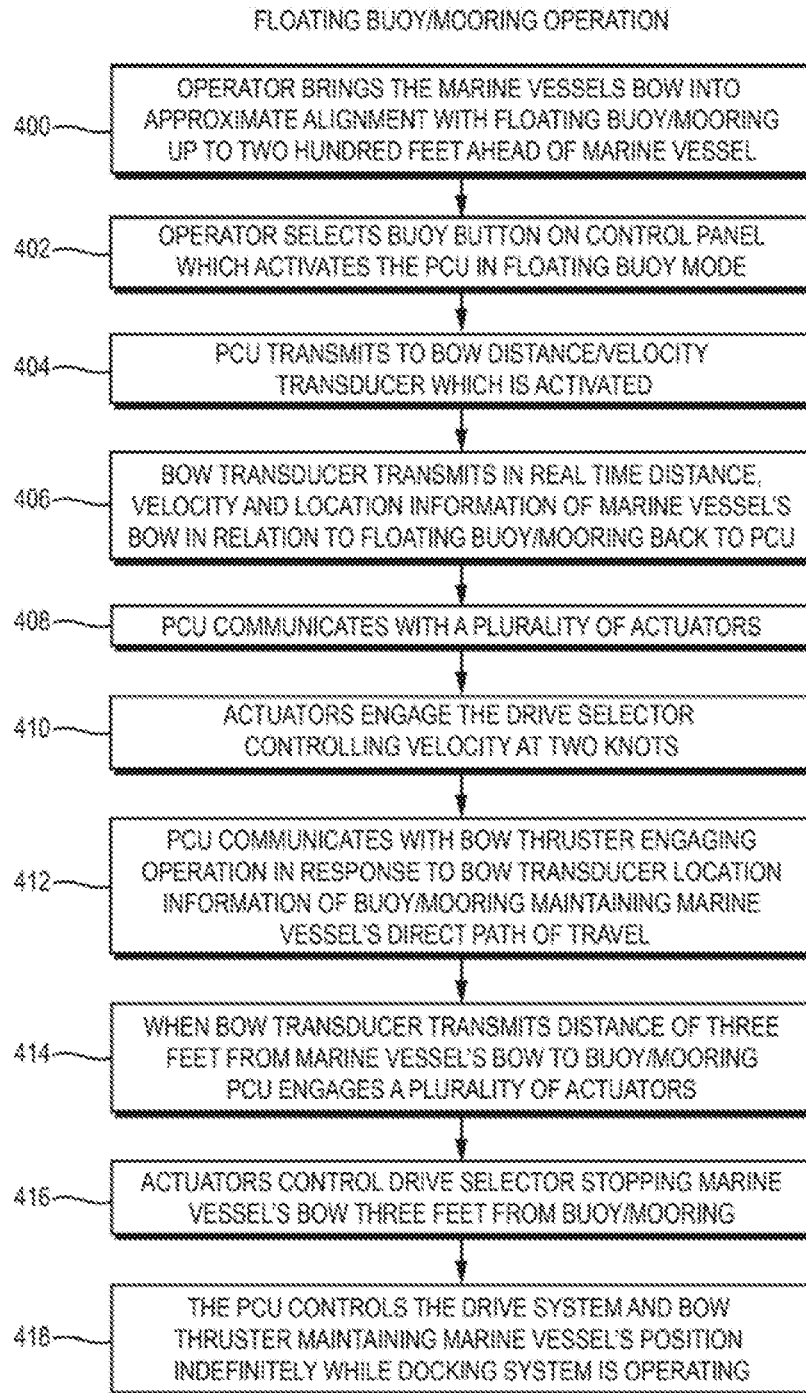 FLOATING BUOY/MOORING OPERATION
400
OPERATOR BRINGS THE MARINE VESSELS BOW INTO
APPROXIMATE ALIGNMENT WITH FLOATING BUOY/MOORING
UP TO TWO HUNDRED FEET AHEAD OF MARINE VESSEL
402
OPERATOR SELECTS BUOY BUTTON ON CONTROL PANEL
WHICH ACTIVATES THE PCU IN FLOATING BUOY MODE
404
PCU TRANSMITS TO BOW DISTANCE/VELOCITY
TRANSDUCER WHICH IS ACTIVATED
406
BOW TRANSDUCER TRANSMITS IN REAL TIME DISTANCE,
VELOCITY AND LOCATION INFORMATION OF MARINE VESSEL'S
BOW IN RELATION TO FLOATING BUOY/MOORING BACK TO PCU
408
PCU COMMUNICATES WITH A PLURALITY OF ACTUATORS
410
ACTUATORS ENGAGE THE DRIVE SELECTOR
CONTROLLING VELOCITY AT TWO KNOTS
412
PCU COMMUNICATES WITH BOW THRUSTER ENGAGING
OPERATION IN RESPONSE TO BOW TRANSDUCER LOCATION
INFORMATION OF BUOY/MOORING MAINTAINING MARINE
VESSEL'S DIRECT PATH OF TRAVEL
414
WHEN BOW TRANSDUCER TRANSMITS DISTANCE OF THREE
FEET FROM MARINE VESSEL'S BOW TO BUOY/MOORING
PCU ENGAGES A PLURALITY OF ACTUATORS
416
ACTUATORS CONTROL DRIVE SELECTOR STOPPING MARINE
VESSEL'S BOW THREE FEET FROM BUOY/MOORING
418
THE PCU CONTROLS THE DRIVE SYSTEM AND BOW
THRUSTER MAINTAINING MARINE VESSEL'S POSITION
INDEFINITELY WHILE DOCKING SYSTEM IS OPERATING